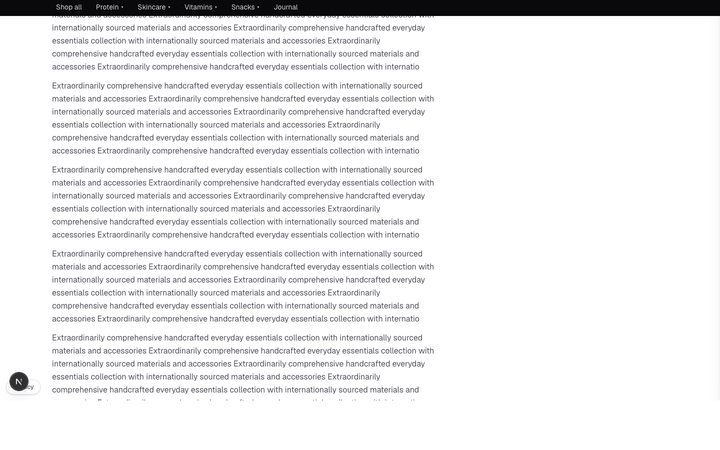 Shop all Protein Skincare Vitamins Snacks Journal
materials and accessories Extraordinarily comprehensive handcrafted everyday essentials collection with
internationally sourced materials and accessories Extraordinarily comprehensive handcrafted everyday
essentials collection with internationally sourced materials and accessories Extraordinarily
comprehensive handcrafted everyday essentials collection with internationally sourced materials and
accessories Extraordinarily comprehensive handcrafted everyday essentials collection with internatio
Extraordinarily comprehensive handcrafted everyday essentials collection with internationally sourced
materials and accessories Extraordinarily comprehensive handcrafted everyday essentials collection with
internationally sourced materials and accessories Extraordinarily comprehensive handcrafted everyday
essentials collection with internationally sourced materials and accessories Extraordinarily
comprehensive handcrafted everyday essentials collection with internationally sourced materials and
accessories Extraordinarily comprehensive handcrafted everyday essentials collection with internatio
Extraordinarily comprehensive handcrafted everyday essentials collection with internationally sourced
materials and accessories Extraordinarily comprehensive handcrafted everyday essentials collection with
internationally sourced materials and accessories Extraordinarily comprehensive handcrafted everyday
essentials collection with internationally sourced materials and accessories Extraordinarily
comprehensive handcrafted everyday essentials collection with internationally sourced materials and
accessories Extraordinarily comprehensive handcrafted everyday essentials collection with internatio
Extraordinarily comprehensive handcrafted everyday essentials collection with internationally sourced
materials and accessories Extraordinarily comprehensive handcrafted everyday essentials collection with
internationally sourced materials and accessories Extraordinarily comprehensive handcrafted everyday
essentials collection with internationally sourced materials and accessories Extraordinarily
comprehensive handcrafted everyday essentials collection with internationally sourced materials and
accessories Extraordinarily comprehensive handcrafted everyday essentials collection with internatio
Extraordinarily comprehensive handcrafted everyday essentials collection with internationally sourced
materials and accessories Extraordinarily comprehensive handcrafted everyday essentials collection with
internationally sourced materials and accessories Extraordinarily comprehensive handcrafted everyday
essentials collection with internationally sourced materials and accessories Extraordinarily
comprehensive handcrafted everyday essentials collection with internationally sourced materials and
N cy